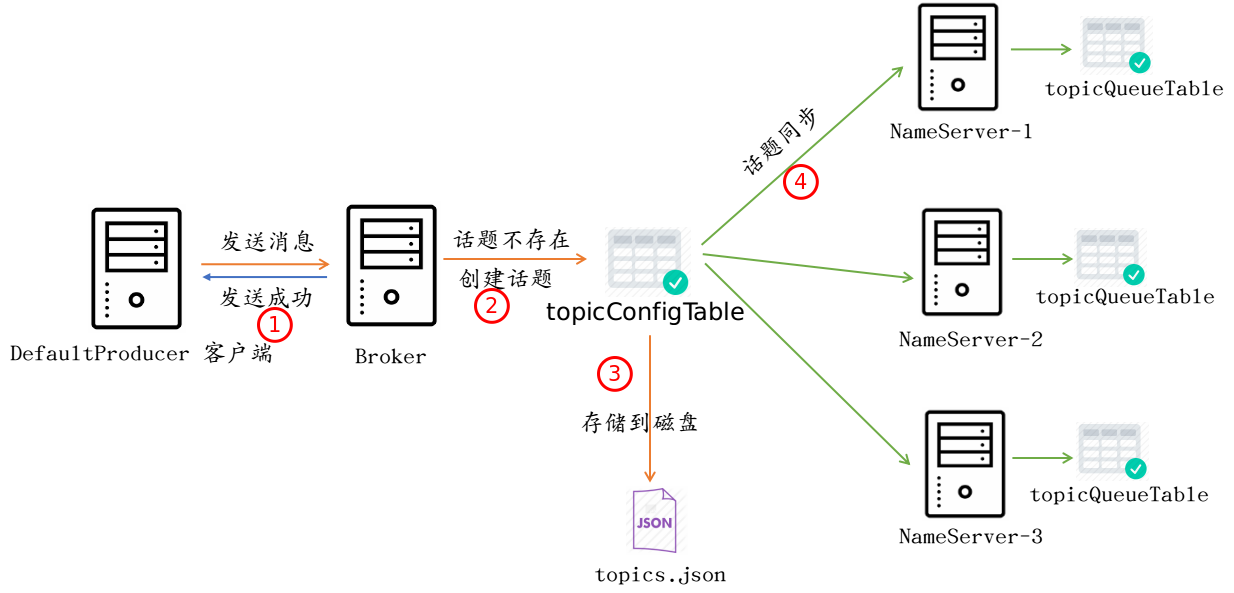 发送消息
发送成功
1
DefaultProducer 客户端
Broker
话题不存在
创建话题
2
topicConfigTable
3
存储到磁盘
JSON
topics.json
话题同步
4
NameServer-1
topicQueueTable
NameServer-2
topicQueueTable
NameServer-3
topicQueueTable